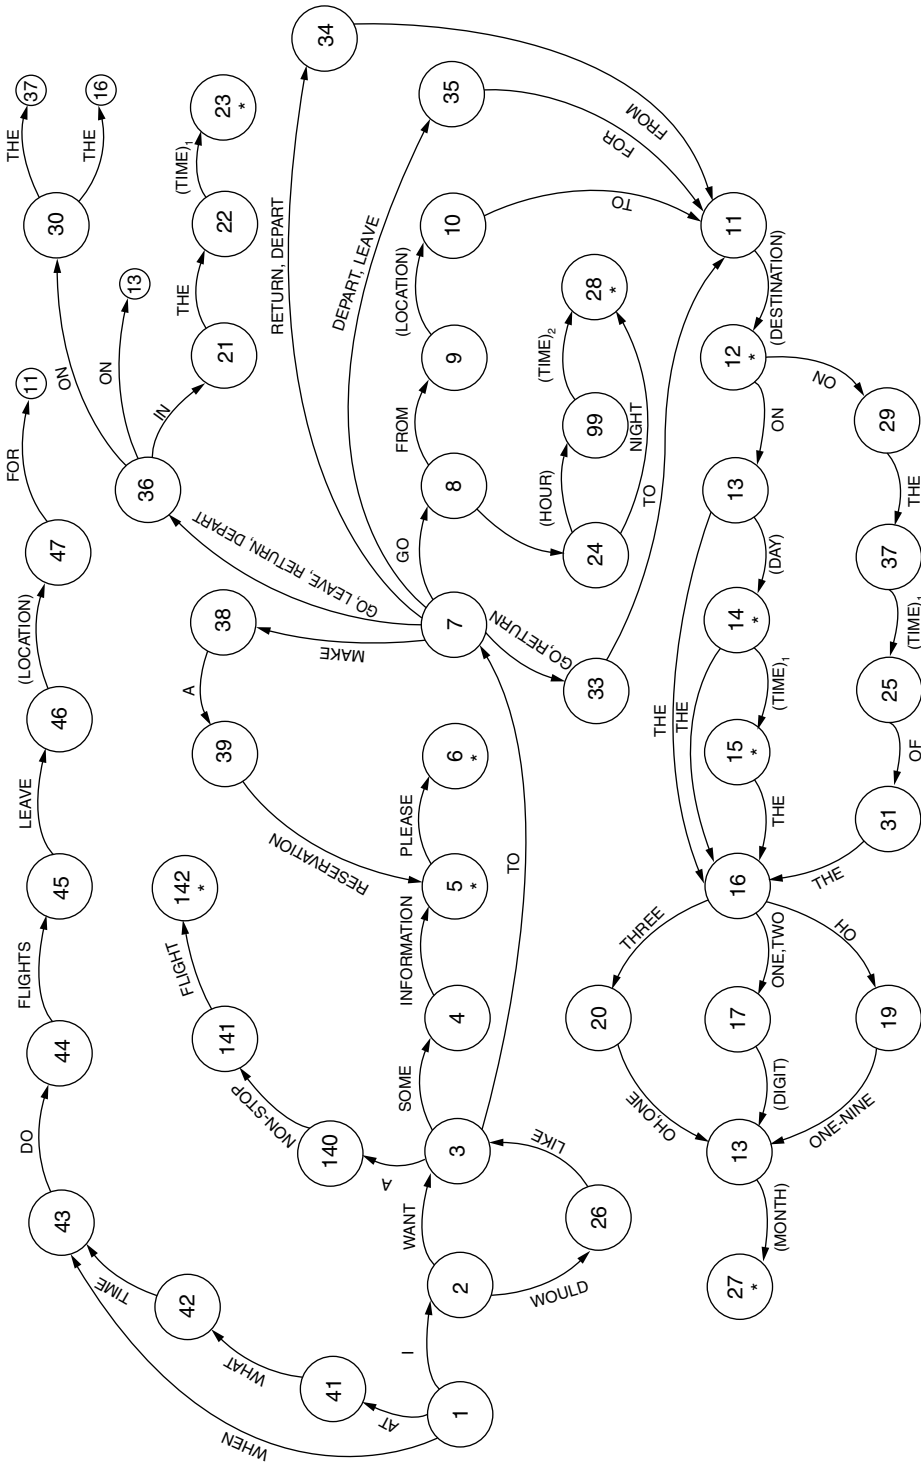 WHEN
AT
41
WHAT
42
TIME
43
DO
44
FLIGHTS
45
LEAVE
46
(LOCATION)
47
FOR
11
ON
30
THE
37
THE
16
ON
13
36
IN
21
THE
22
(TIME)1
23
*
140
A
NON-STOP
141
FLIGHT
142
*
RESERVATION
39
A
38
MAKE
GO, LEAVE, RETURN, DEPART
RETURN, DEPART
34
DEPART, LEAVE
35
FROM
FOR
1
I
2
WANT
3
SOME
4
INFORMATION
5
*
PLEASE
6
*
7
GO
8
FROM
9
(LOCATION)
10
TO
WOULD
26
LIKE
TO
GO,RETURN
33
24
(HOUR)
99
(TIME)2
28
*
NIGHT
TO
27
*
(MONTH)
13
OH,ONE
20
THREE
(DIGIT)
17
ONE,TWO
ONE-NINE
19
HO
16
THE
THE
THE
15
*
(TIME)1
14
*
(DAY)
13
ON
12
*
(DESTINATION)
11
THE
31
OF
25
(TIME)1
37
THE
29
ON